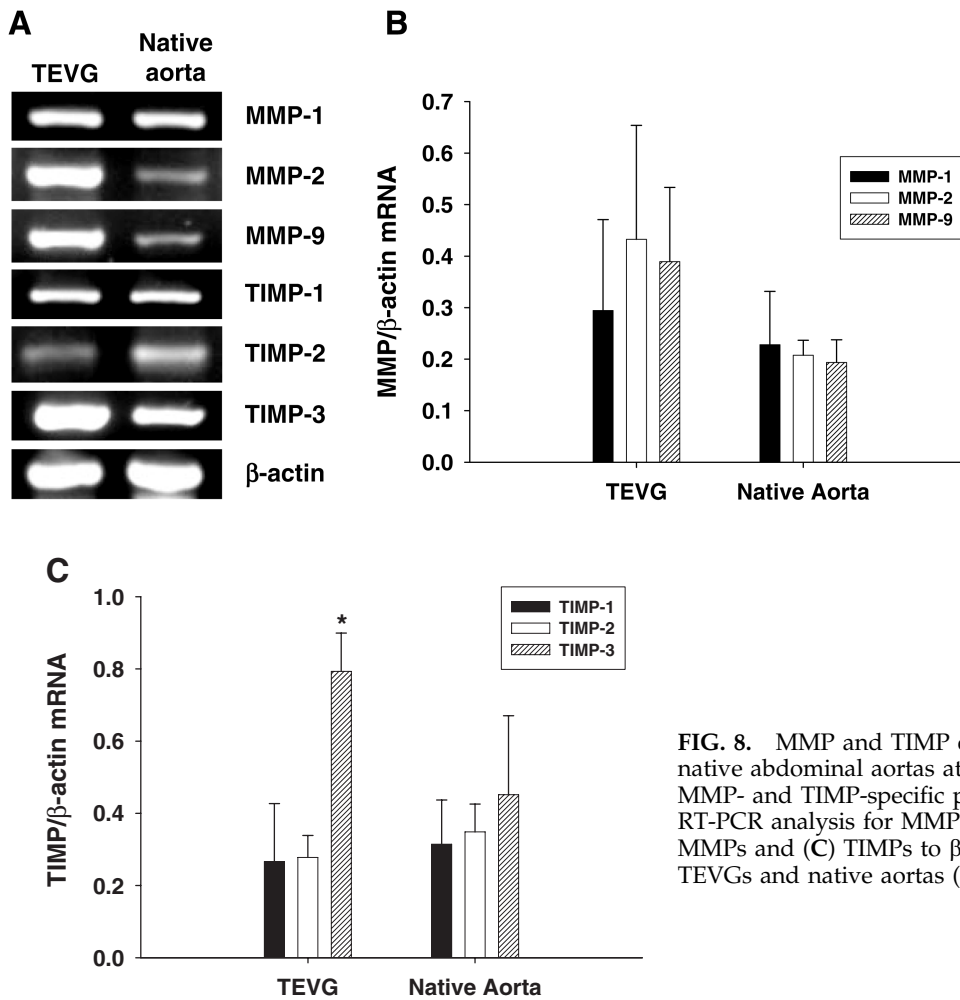 A
TEVG
Native
aorta
MMP-1
MMP-2
MMP-9
TIMP-1
TIMP-2
TIMP-3
β-actin
B
MMP/β-actin mRNA
0.7
0.6
0.5
0.4
0.3
0.2
0.1
0.0
MMP-1
MMP-2
MMP-9
TEVG
Native Aorta
C
TIMP/β-actin mRNA
1.0
0.8
0.6
0.4
0.2
0.0
*
TIMP-1
TIMP-2
TIMP-3
TEVG
Native Aorta
FIG. 8. MMP and TIMP
native abdominal aortas at
MMP- and TIMP-specific
RT-PCR analysis for MMP
MMPs and (C) TIMPs to β
TEVGs and native aortas (